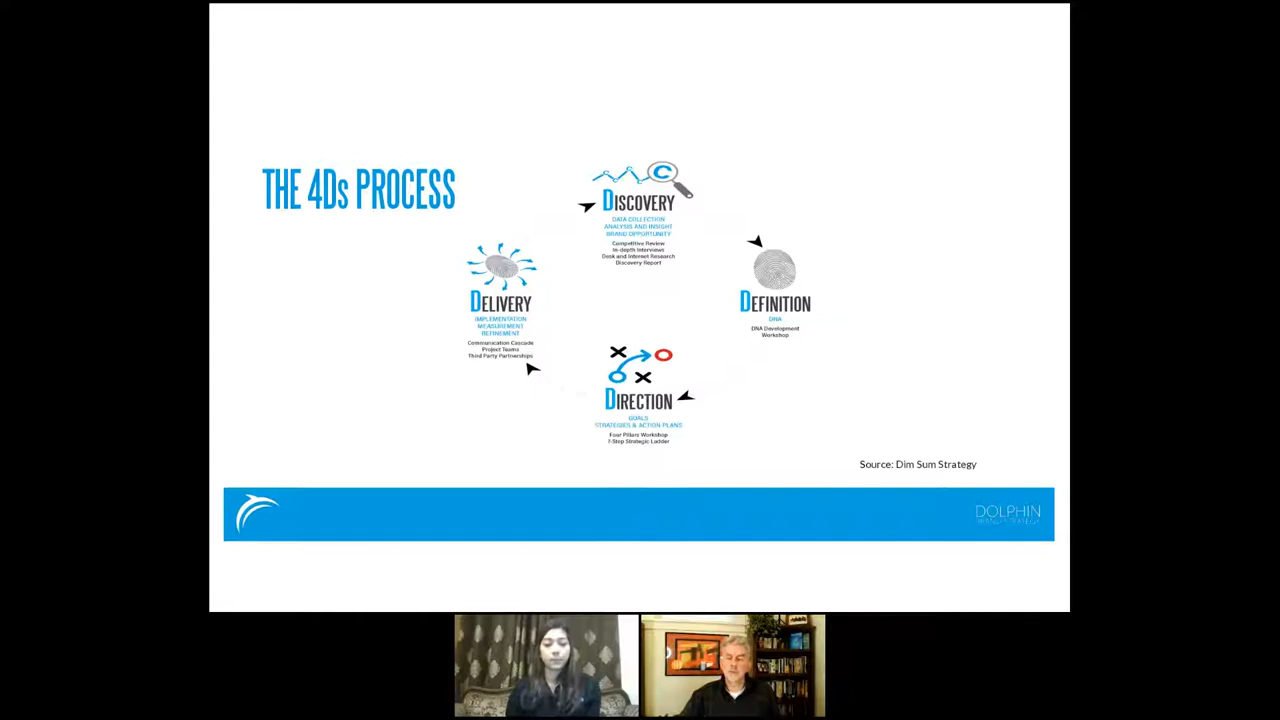 THE 4Ds PROCESS
C
DISCOVERY
DATA COLLECTION
ANALYSIS AND INSIGHT
BRAND OPPORTUNITY
Competitive Review
In-depth Interviews
Desk and Internet Research
Discovery Report
DEFINITION
DNA
DNA Development
Workshop
DIRECTION
GOALS
STRATEGIES & ACTION PLANS
Four Pillars Workshop
7-Step Strategic Ladder
DELIVERY
IMPLEMENTATION
MEASUREMENT
REFINEMENT
Communication Cascade
Project Teams
Third Party Partnerships
Source: Dim Sum Strategy
DOLPHIN
BRAND STRATEGY